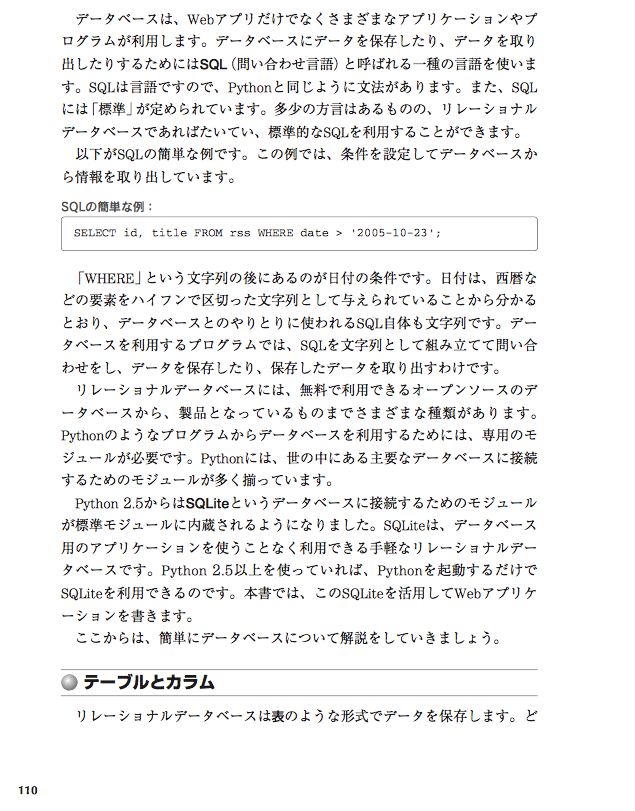 データベースは、Webアプリだけでなくさまざまなアプリケーションやプ
ログラムが利用します。データベースにデータを保存したり、データを取り
出したりするためにはSQL（問い合わせ言語）と呼ばれる一種の言語を使いま
す。SQLは言語ですので、Pythonと同じように文法があります。また、SQL
には「標準」が定められています。多少の方言はあるものの、リレーショナル
データベースであればたいてい、標準的なSQLを利用することができます。
以下がSQLの簡単な例です。この例では、条件を設定してデータベースか
ら情報を取り出しています。
SQLの簡単な例：
SELECT id, title FROM rss WHERE date > '2005-10-23';
「WHERE」という文字列の後にあるのが日付の条件です。日付は、西暦な
どの要素をハイフンで区切った文字列として与えられていることから分かる
とおり、データベースとのやりとりに使われるSQL自体も文字列です。デー
タベースを利用するプログラムでは、SQLを文字列として組み立てて問い合
わせをし、データを保存したり、保存したデータを取り出すわけです。
リレーショナルデータベースには、無料で利用できるオープンソースのデ
ータベースから、製品となっているものまでさまざまな種類があります。
Pythonのようなプログラムからデータベースを利用するためには、専用のモ
ジュールが必要です。Pythonには、世の中にある主要なデータベースに接続
するためのモジュールが多く揃っています。
Python 2.5からはSQLiteというデータベースに接続するためのモジュール
が標準モジュールに内蔵されるようになりました。SQLiteは、データベース
用のアプリケーションを使うことなく利用できる手軽なリレーショナルデー
タベースです。Python 2.5以上を使っていれば、Pythonを起動するだけで
SQLiteを利用できるのです。本書では、このSQLiteを活用してWebアプリケ
ーションを書きます。
ここからは、簡単にデータベースについて解説をしていきましょう。
テーブルとカラム
リレーショナルデータベースは表のような形式でデータを保存します。ど
110